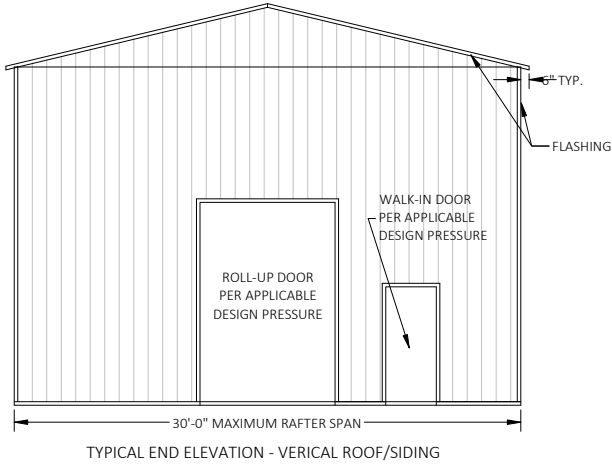 6" TYP.
FLASHING
WALK-IN DOOR
PER APPLICABLE
DESIGN PRESSURE
ROLL-UP DOOR
PER APPLICABLE
DESIGN PRESSURE
30'-0" MAXIMUM RAFTER SPAN
TYPICAL END ELEVATION - VERICAL ROOF/SIDING